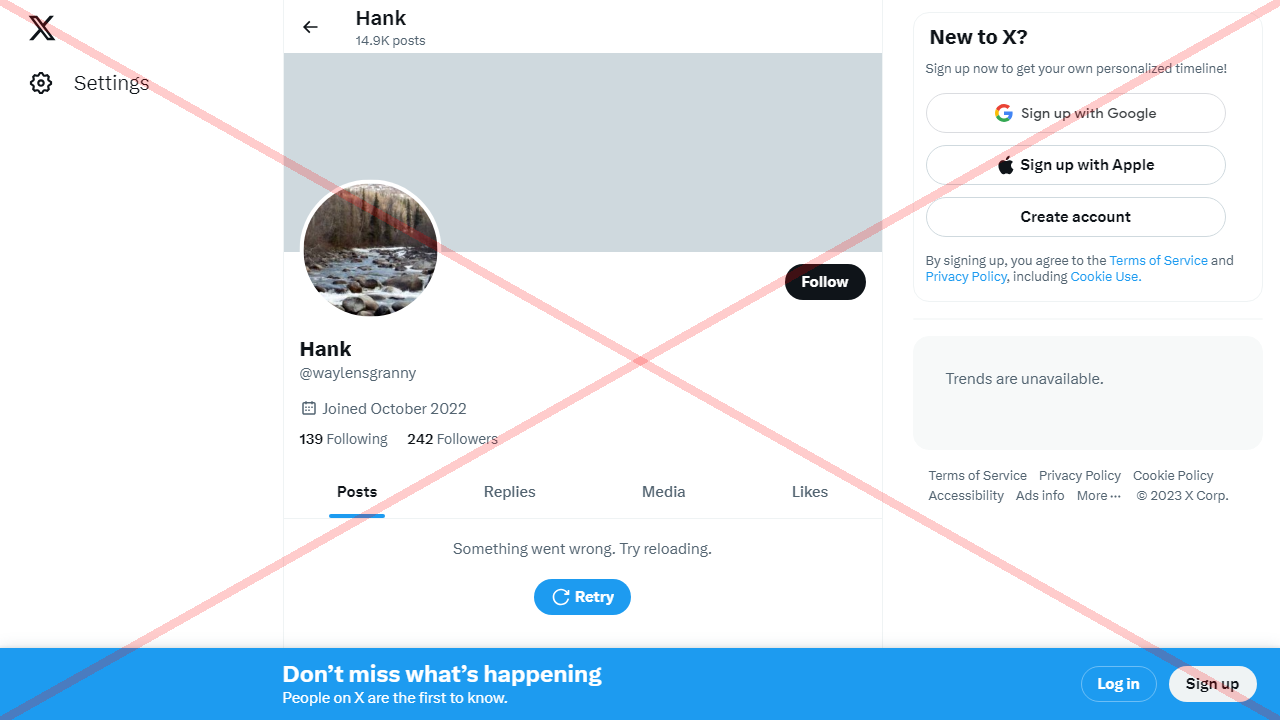 Settings
Hank
14.9K posts
Follow
Hank
@waylensgranny
Joined October 2022
139 Following 242 Followers
Posts Replies Media Likes
Something went wrong. Try reloading.
Retry
New to X?
Sign up now to get your own personalized timeline!
Sign up with Google
Sign up with Apple
Create account
By signing up, you agree to the Terms of Service and
Privacy Policy, including Cookie Use.
Trends are unavailable.
Terms of Service Privacy Policy Cookie Policy
Accessibility Ads info More ··· © 2023 X Corp.
Don’t miss what’s happening
People on X are the first to know.
Log in
Sign up